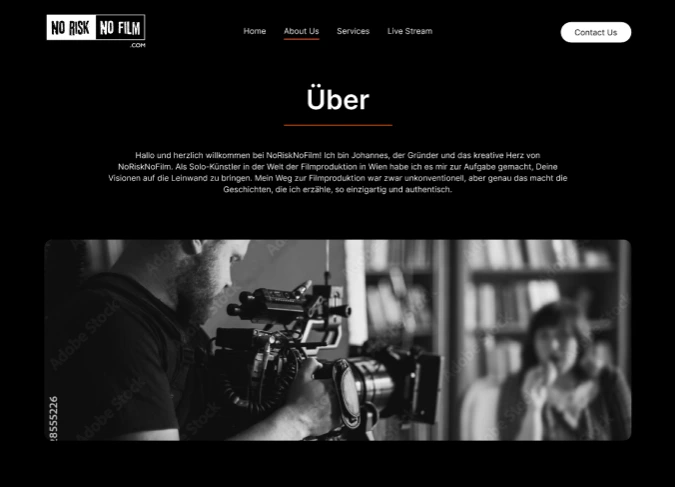 NO RISK NO FILM
.COM
Home About Us Services Live Stream Contact Us
Über
Hallo und herzlich willkommen bei NoRiskNoFilm! Ich bin Johannes, der Gründer und das kreative Herz von
NoRiskNoFilm. Als Solo-Künstler in der Welt der Filmproduktion in Wien habe ich es mir zur Aufgabe gemacht, Deine
Visionen auf die Leinwand zu bringen. Mein Weg zur Filmproduktion war zwar unkonventionell, aber genau das macht die
Geschichten, die ich erzähle, so einzigartig und authentisch.
Adobe Stock
28555226